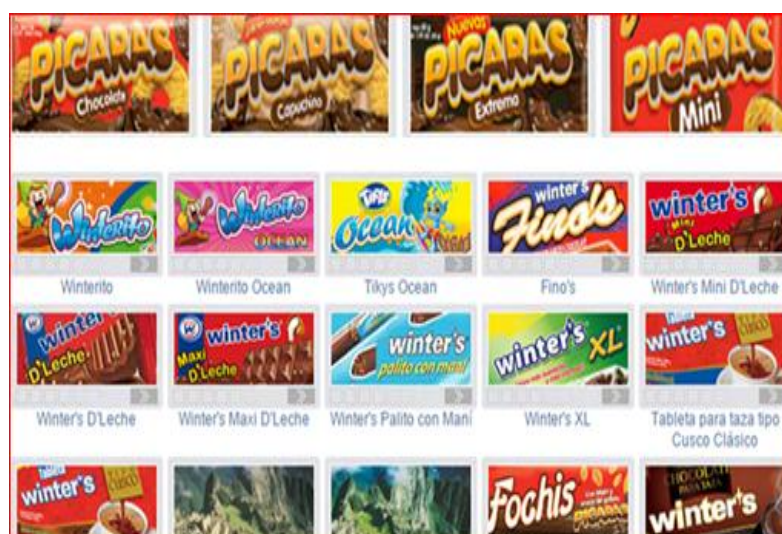 PICARAS
Chocolate
PICARAS
Capuchino
Nuevas
PICARAS
Extremo
PICARAS
Mini
Winterito
Winterito
OCEAN
Tikys
Ocean
winter's
Fino's
winter's
Mini
D'Leche
Winterito
Winterito Ocean
Tikys Ocean
Fino's
Winter's Mini D'Leche
winter's
D'Leche
winter's
Maxi
D'Leche
winter's
palito con maní
winter's XL
winter's
CUSCO
Winter's D'Leche
Winter's Maxi D'Leche
Winter's Palito con Maní
Winter's XL
Tableta para taza tipo
Cusco Clásico
winter's
CUSCO
Fochis
PICARAS
CHOCOLATE
PARA TAZA
winter's